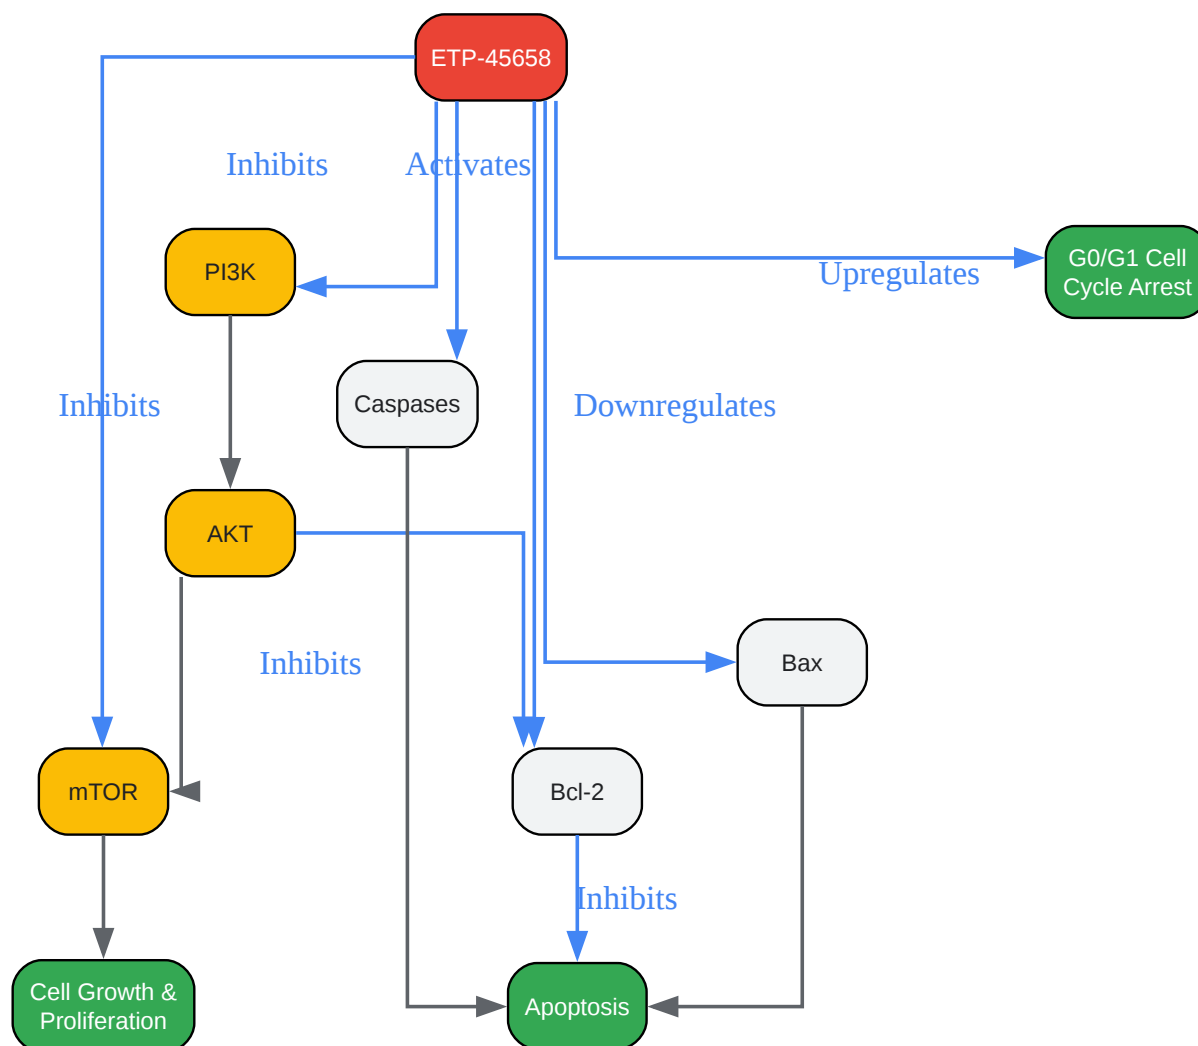 ETP-45658
Inhibits
Activates
PI3K
G0/G1 Cell
Cycle Arrest
Upregulates
Inhibits
Caspases
Downregulates
AKT
Inhibits
Bax
mTOR
Bcl-2
Inhibits
Cell Growth &
Proliferation
Apoptosis